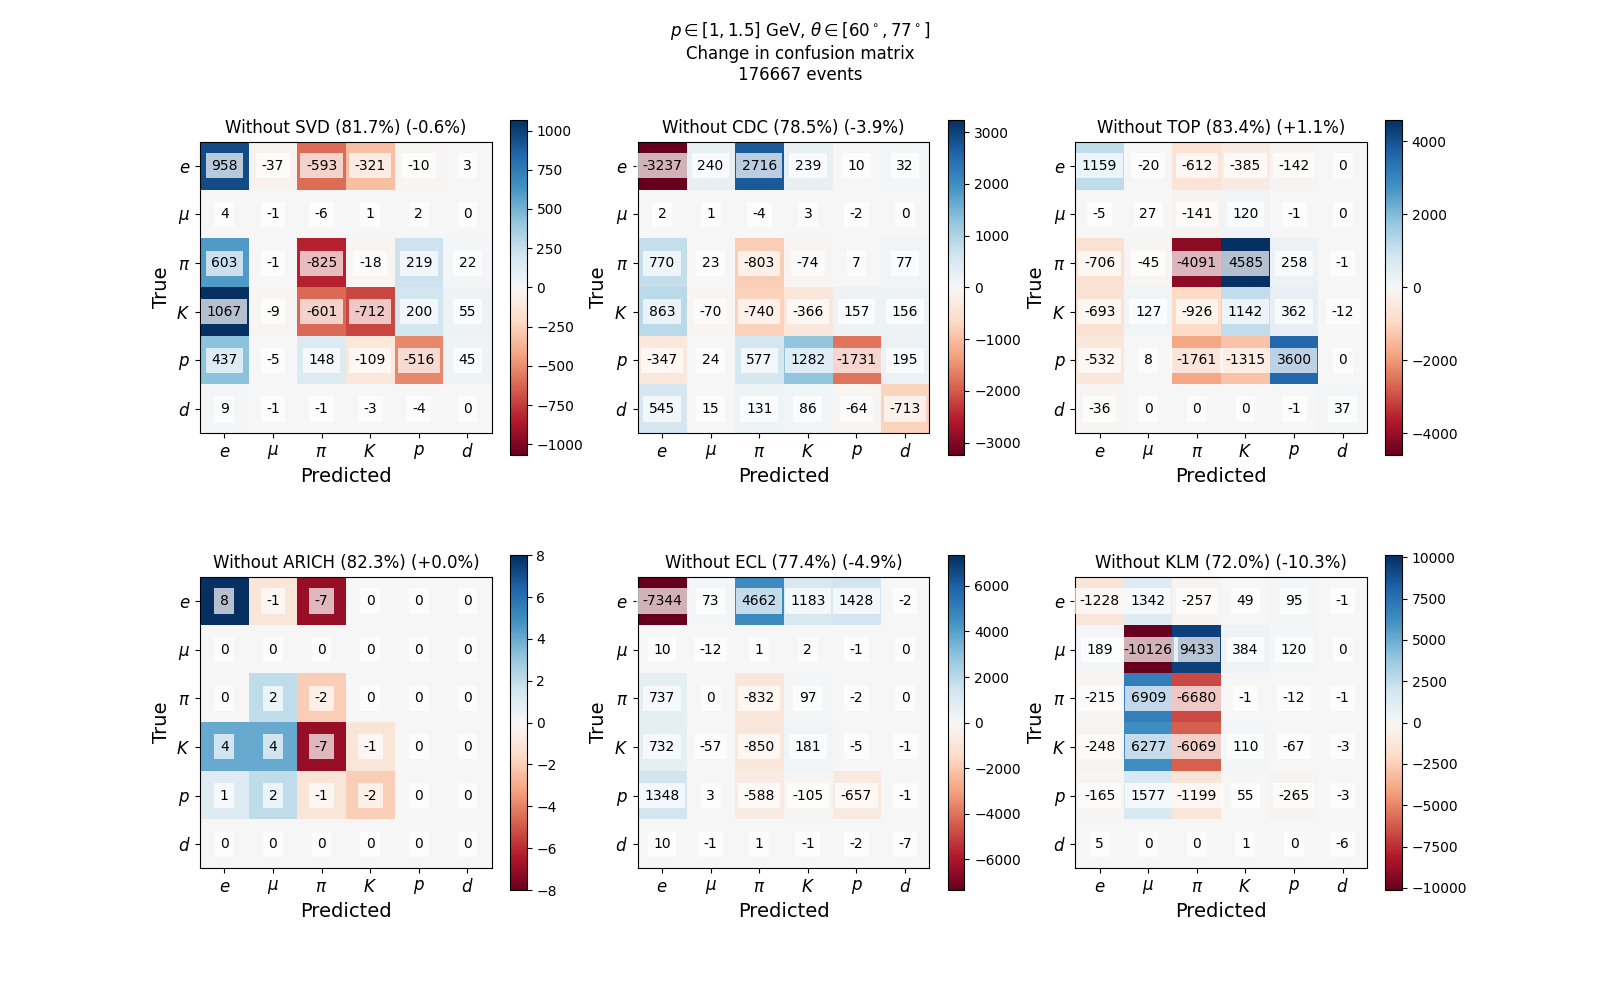 p ∈ [1, 1.5] GeV, θ ∈ [60°, 77°]
Change in confusion matrix
176667 events
Without SVD (81.7%) (-0.6%)
True
e 958 -37 -593 -321 -10 3
μ 4 -1 -6 1 2 0
π 603 -1 -825 -18 219 22
K 1067 -9 -601 -712 200 55
p 437 -5 148 -109 -516 45
d 9 -1 -1 -3 -4 0
e μ π K p d
Predicted
1000
750
500
250
0
−250
−500
−750
−1000
Without CDC (78.5%) (-3.9%)
True
e -3237 240 2716 239 10 32
μ 2 1 -4 3 -2 0
π 770 23 -803 -74 7 77
K 863 -70 -740 -366 157 156
p -347 24 577 1282 -1731 195
d 545 15 131 86 -64 -713
e μ π K p d
Predicted
3000
2000
1000
0
−1000
−2000
−3000
Without TOP (83.4%) (+1.1%)
True
e 1159 -20 -612 -385 -142 0
μ -5 27 -141 120 -1 0
π -706 -45 -4091 4585 258 -1
K -693 127 -926 1142 362 -12
p -532 8 -1761 -1315 3600 0
d -36 0 0 0 -1 37
e μ π K p d
Predicted
4000
2000
0
−2000
−4000
Without ARICH (82.3%) (+0.0%)
True
e 8 -1 -7 0 0 0
μ 0 0 0 0 0 0
π 0 2 -2 0 0 0
K 4 4 -7 -1 0 0
p 1 2 -1 -2 0 0
d 0 0 0 0 0 0
e μ π K p d
Predicted
8
6
4
2
0
−2
−4
−6
−8
Without ECL (77.4%) (-4.9%)
True
e -7344 73 4662 1183 1428 -2
μ 10 -12 1 2 -1 0
π 737 0 -832 97 -2 0
K 732 -57 -850 181 -5 -1
p 1348 3 -588 -105 -657 -1
d 10 -1 1 -1 -2 -7
e μ π K p d
Predicted
6000
4000
2000
0
−2000
−4000
−6000
Without KLM (72.0%) (-10.3%)
True
e -1228 1342 -257 49 95 -1
μ 189 -10126 9433 384 120 0
π -215 6909 -6680 -1 -12 -1
K -248 6277 -6069 110 -67 -3
p -165 1577 -1199 55 -265 -3
d 5 0 0 1 0 -6
e μ π K p d
Predicted
10000
7500
5000
2500
0
−2500
−5000
−7500
−10000